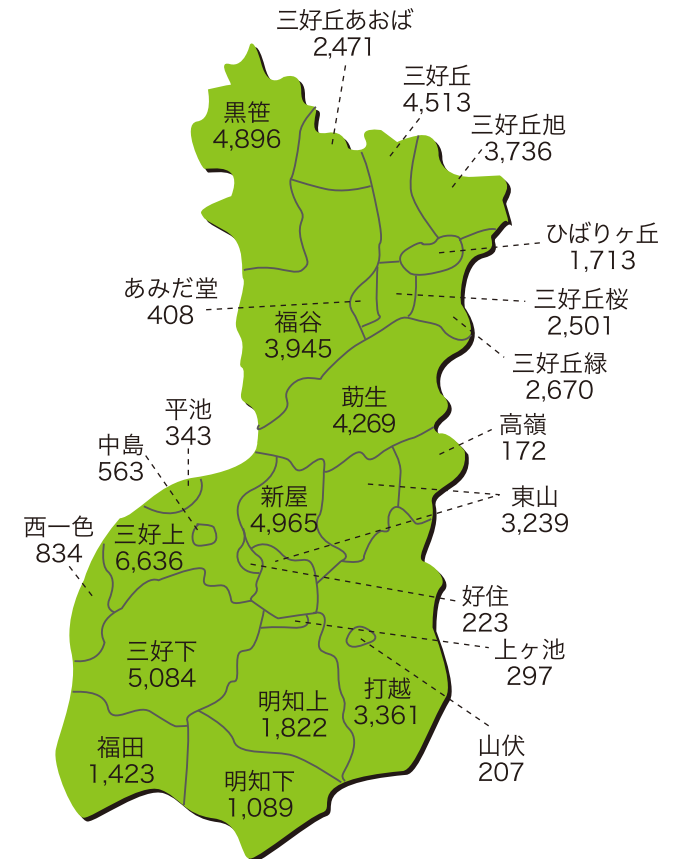 三好丘あおば
2,471
三好丘
4,513
黒笹
4,896
三好丘旭
3,736
ひばりヶ丘
1,713
あみだ堂
408
三好丘桜
2,501
福谷
3,945
三好丘緑
2,670
莇生
4,269
平池
343
高嶺
172
中島
563
新屋
4,965
東山
3,239
西一色
834
三好上
6,636
好住
223
上ヶ池
297
三好下
5,084
打越
3,361
明知上
1,822
山伏
207
福田
1,423
明知下
1,089